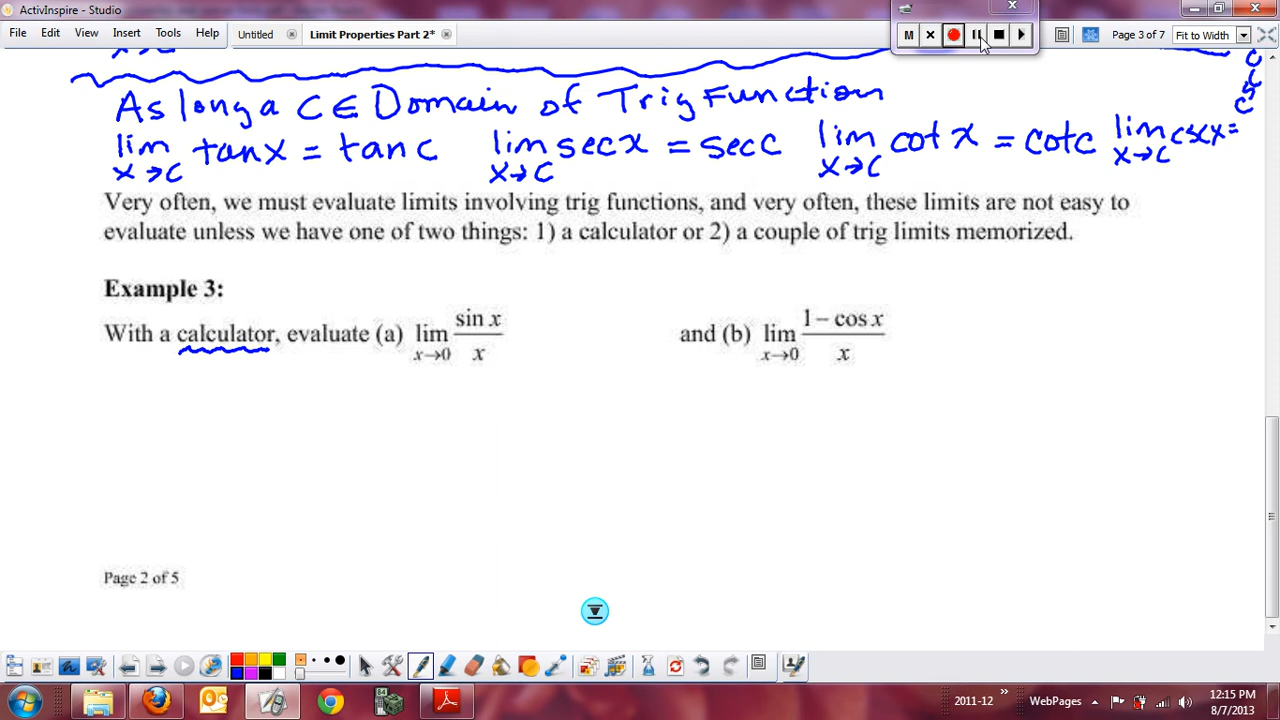 ActivInspire - Studio
File Edit View Insert Tools Help Untitled Limit Properties Part 2* M Page 3 of 7 Fit to Width
As long a C ∈ Domain of Trig Function
lim x→C tan x = tan c lim x→C sec x = sec c lim x→C cot x = cot c lim x→C csc x =
csc c
Very often, we must evaluate limits involving trig functions, and very often, these limits are not easy to
evaluate unless we have one of two things: 1) a calculator or 2) a couple of trig limits memorized.
Example 3:
With a calculator, evaluate (a) lim x→0 sin x / x and (b) lim x→0 1 – cos x / x
Page 2 of 5
2011-12 WebPages 12:15 PM
8/7/2013